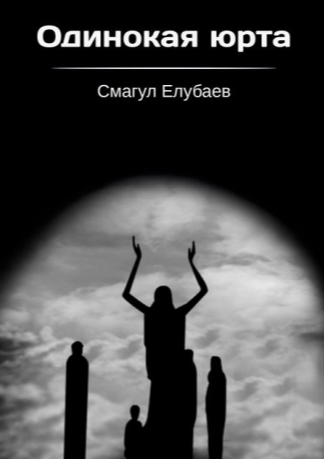 Одинокая юрта
Смагул Елубаев